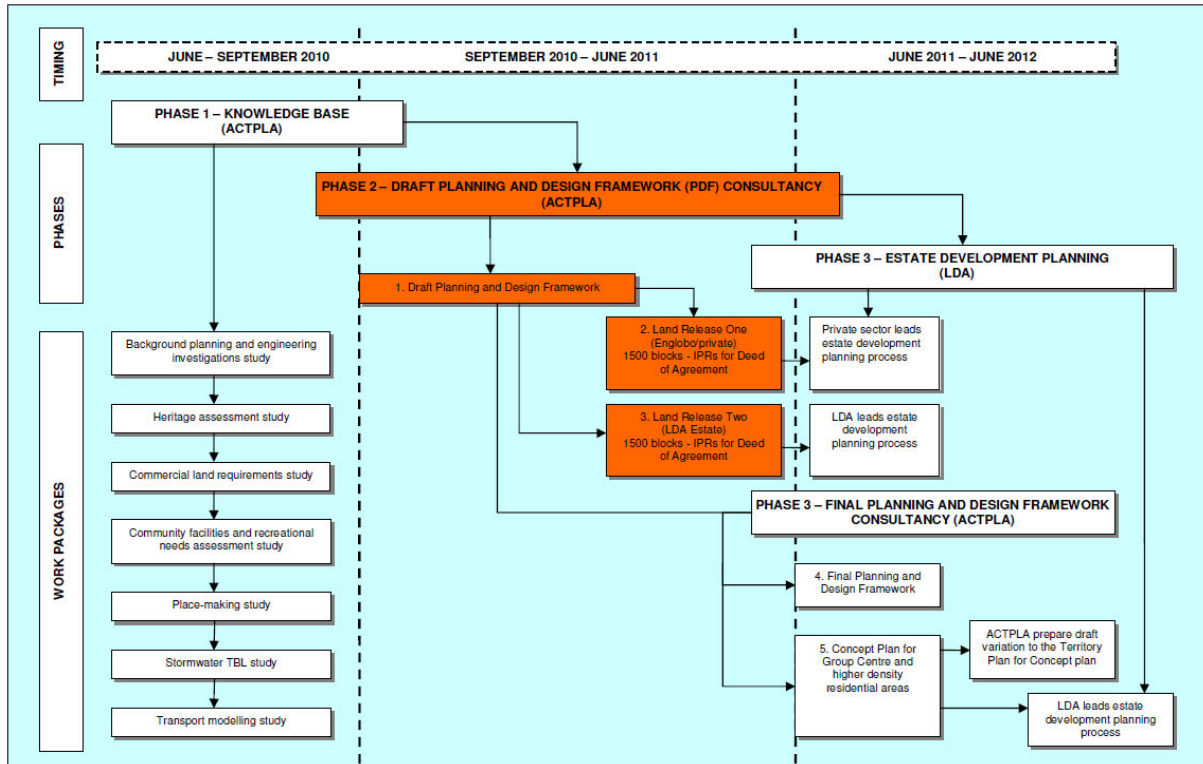 TIMING
JUNE – SEPTEMBER 2010
SEPTEMBER 2010 – JUNE 2011
JUNE 2011 – JUNE 2012
PHASES
PHASE 1 – KNOWLEDGE BASE
(ACTPLA)
PHASE 2 – DRAFT PLANNING AND DESIGN FRAMEWORK (PDF) CONSULTANCY
(ACTPLA)
PHASE 3 – ESTATE DEVELOPMENT PLANNING
(LDA)
1. Draft Planning and Design Framework
WORK PACKAGES
Background planning and engineering
investigations study
Heritage assessment study
Commercial land requirements study
Community facilities and recreational
needs assessment study
Place-making study
Stormwater TBL study
Transport modelling study
2. Land Release One
(Englobo/private)
1500 blocks - IPRs for Deed
of Agreement
Private sector leads
estate development
planning process
3. Land Release Two
(LDA Estate)
1500 blocks - IPRs for Deed
of Agreement
LDA leads estate
development
planning process
PHASE 3 – FINAL PLANNING AND DESIGN FRAMEWORK
CONSULTANCY (ACTPLA)
4. Final Planning and
Design Framework
5. Concept Plan for
Group Centre and
higher density
residential areas
ACTPLA prepare draft
variation to the Territory
Plan for Concept plan
LDA leads estate
development planning
process